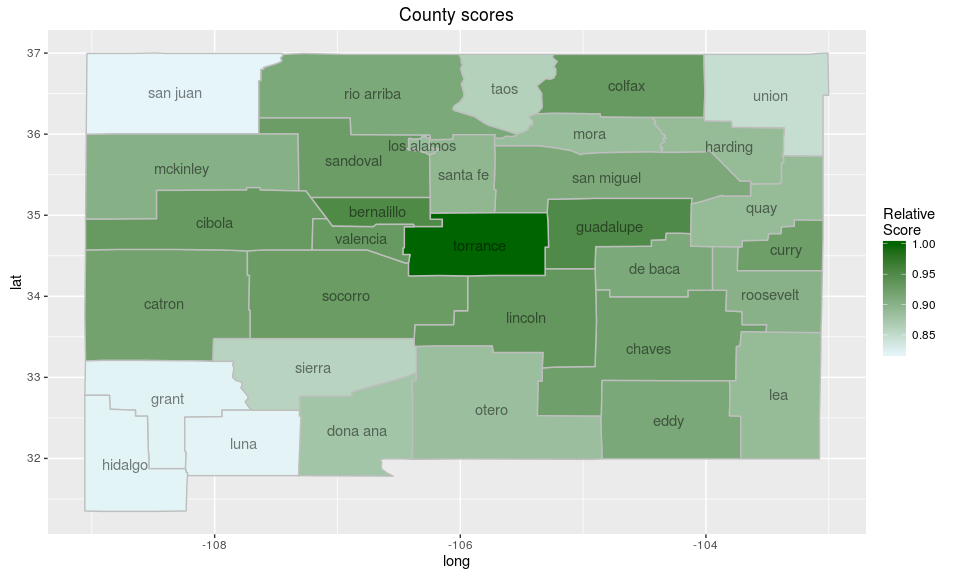 County scores
37
36
35
34
33
32
lat
san juan
rio arriba
taos
colfax
union
los alamos
mora
harding
mckinley
sandoval
santa fe
san miguel
cibola
bernalillo
quay
valencia
torrance
guadalupe
curry
catron
socorro
de baca
roosevelt
lincoln
chaves
sierra
grant
otero
lea
luna
dona ana
eddy
hidalgo
-108
-106
-104
long
Relative
Score
1.00
0.95
0.90
0.85